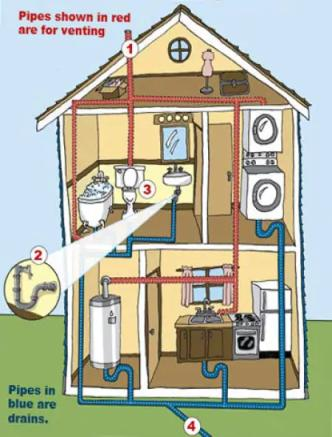 Pipes shown in red
are for venting
1
3
2
Pipes in
blue are
drains.
4